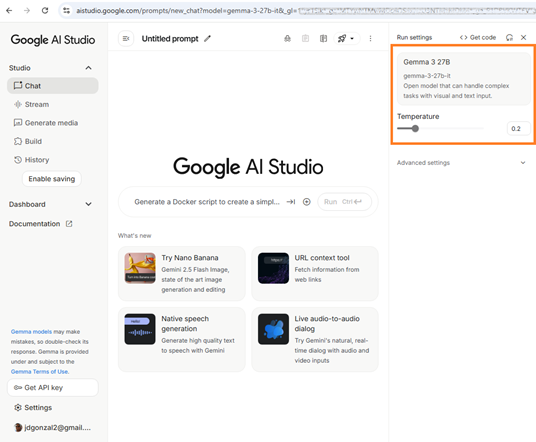 aistudio.google.com/prompts/new_chat?model=gemma-3-27b-it&_gl=
Google AI Studio
Studio
Chat
Stream
Generate media
Build
History
Enable saving
Dashboard
Documentation
Gemma models may make
mistakes, so double-check its
response. Gemma is provided
under and subject to the
Gemma Terms of Use.
Get API key
Settings
jdgonzal2@gmail....
Untitled prompt
Google AI Studio
Generate a Docker script to create a simpl...
Run Ctrl
What's new
Try Nano Banana
Gemini 2.5 Flash Image,
state of the art image
generation and editing
URL context tool
Fetch information from
web links
Native speech
generation
Generate high quality text
to speech with Gemini
Live audio-to-audio
dialog
Try Gemini's natural, real-
time dialog with audio and
video inputs
Run settings
<> Get code
Gemma 3 27B
gemma-3-27b-it
Open model that can handle complex
tasks with visual and text input.
Temperature
0.2
Advanced settings